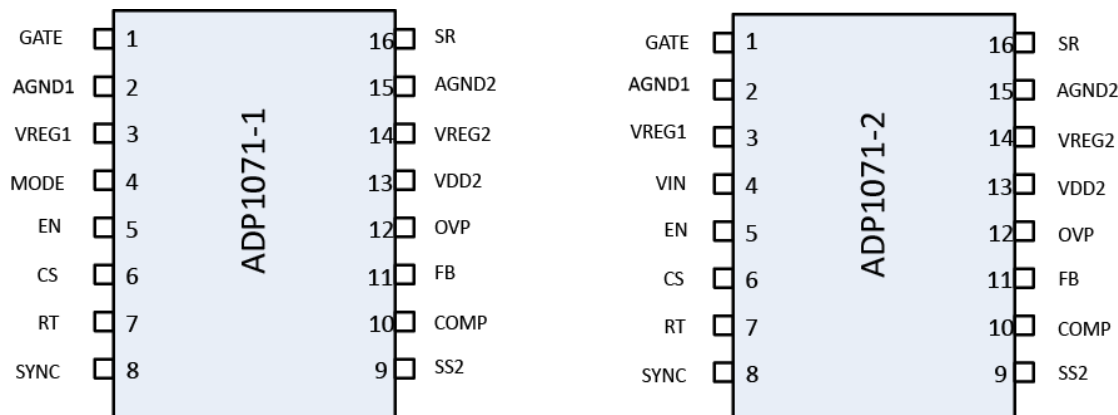 GATE 1 16 SR
AGND1 2 15 AGND2
VREG1 3 14 VREG2
MODE 4 13 VDD2
EN 5 12 OVP
CS 6 11 FB
RT 7 10 COMP
SYNC 8 9 SS2
ADP1071-1
GATE 1 16 SR
AGND1 2 15 AGND2
VREG1 3 14 VREG2
VIN 4 13 VDD2
EN 5 12 OVP
CS 6 11 FB
RT 7 10 COMP
SYNC 8 9 SS2
ADP1071-2